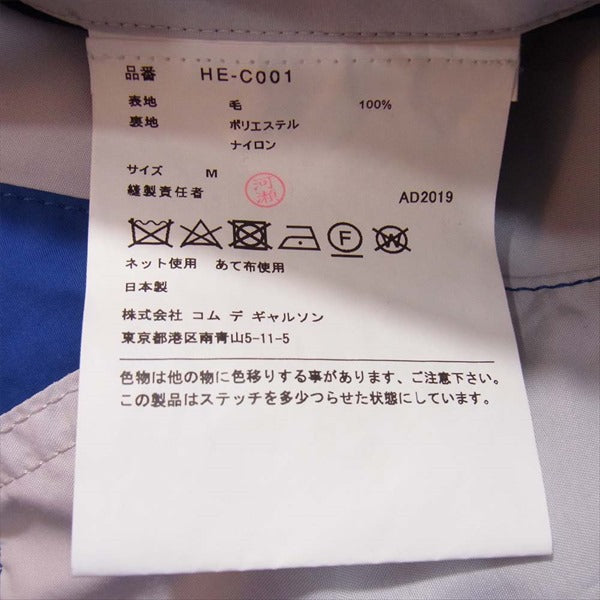 品番 HE-C001
表地 毛 100%
裏地 ポリエステル
ナイロン
サイズ M
縫製責任者 河瀬 AD2019
F W
ネット使用 あて布使用
日本製
株式会社 コム デ ギャルソン
東京都港区南青山5-11-5
色物は他の物に色移りする事があります、ご注意下さい。
この製品はステッチを多少つらせた状態にしています。